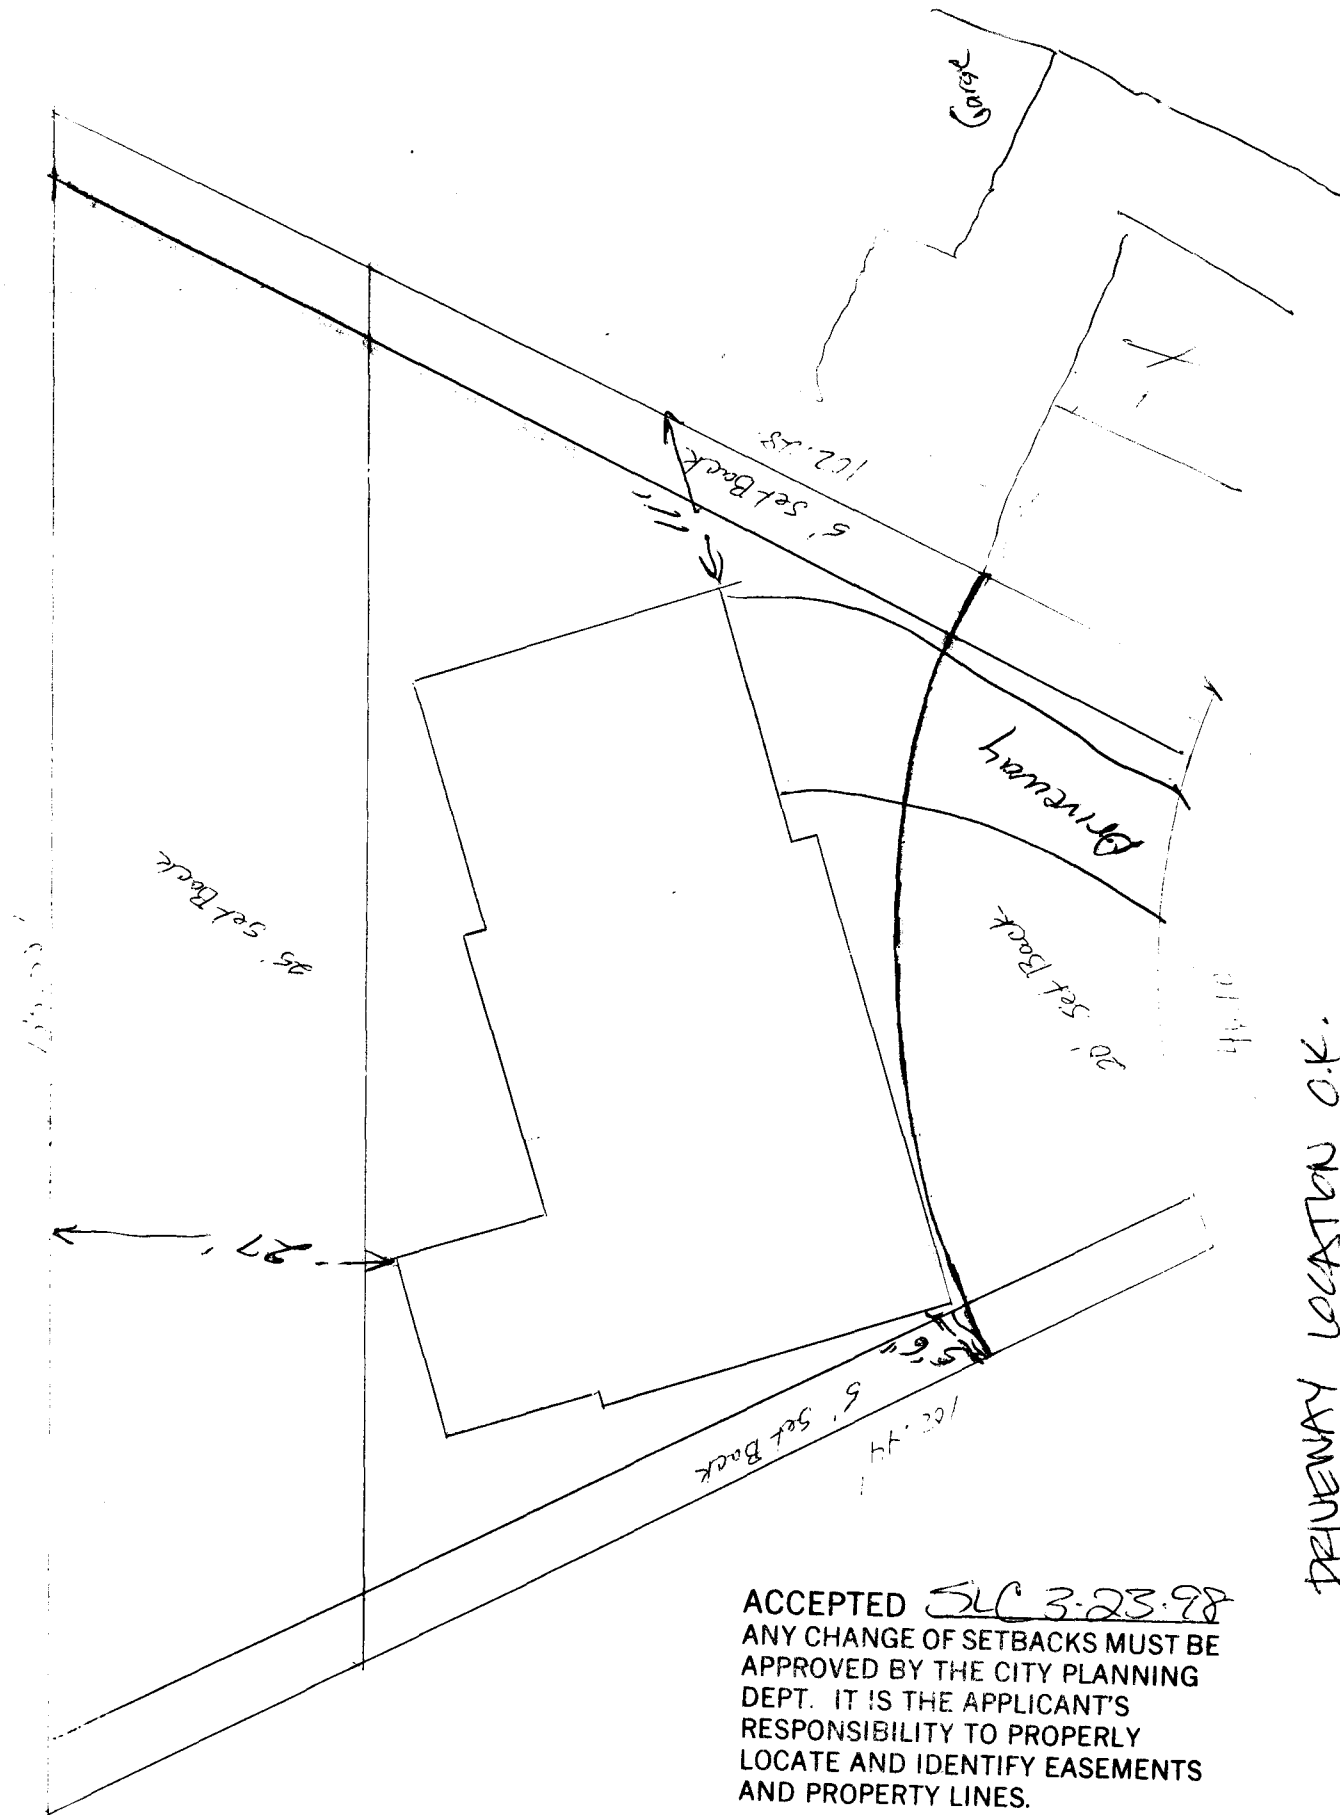 Garage
102.28
5' Set Back
11'
Driveway
25' Set Back
20' Set Back
27'
5'6"
5' Set Back
102.44'
DRIVEWAY LOCATION O.K.
ACCEPTED SLC 3-23-98
ANY CHANGE OF SETBACKS MUST BE
APPROVED BY THE CITY PLANNING
DEPT. IT IS THE APPLICANT'S
RESPONSIBILITY TO PROPERLY
LOCATE AND IDENTIFY EASEMENTS
AND PROPERTY LINES.